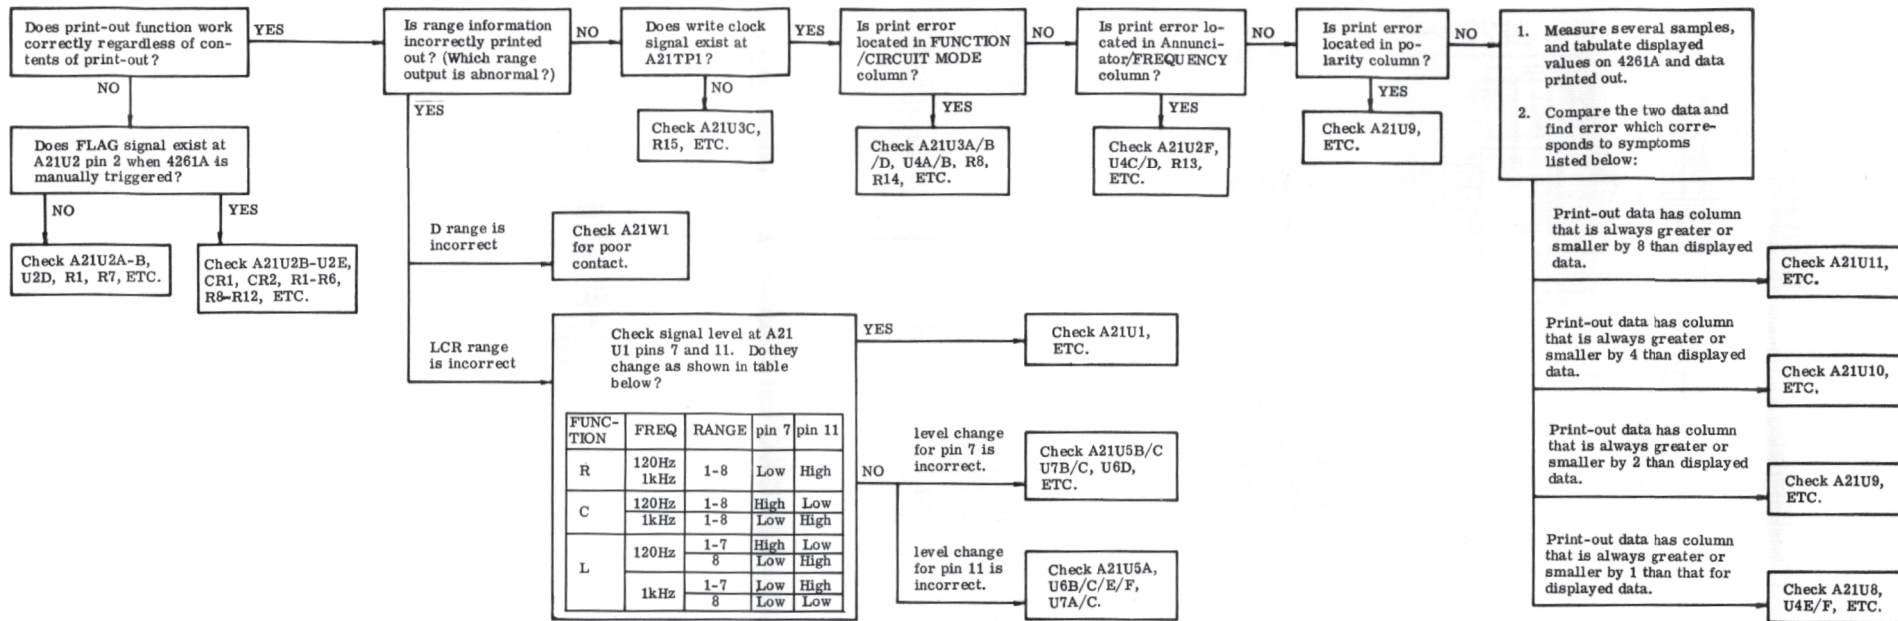 Does print-out function work
correctly regardless of con-
tents of print-out?
YES
NO
Does FLAG signal exist at
A21U2 pin 2 when 4261A is
manually triggered?
NO
YES
Check A21U2A-B,
U2D, R1, R7, ETC.
Check A21U2B-U2E,
CR1, CR2, R1-R6,
R8-R12, ETC.
Is range information
incorrectly printed
out? (Which range
output is abnormal?)
NO
YES
D range is
incorrect
Check A21W1
for poor
contact.
LCR range
is incorrect
Check signal level at A21
U1 pins 7 and 11. Do they
change as shown in table
below?
FUNC-
TION
FREQ
RANGE
pin 7
pin 11
R
120Hz
1kHz
1-8
Low
High
C
120Hz
1-8
High
Low
1kHz
1-8
Low
High
L
120Hz
1-7
High
Low
8
Low
High
1kHz
1-7
Low
High
8
Low
Low
YES
Check A21U1,
ETC.
NO
level change
for pin 7 is
incorrect.
Check A21U5B/C
U7B/C, U6D,
ETC.
level change
for pin 11 is
incorrect.
Check A21U5A,
U6B/C/E/F,
U7A/C.
Does write clock
signal exist at
A21TP1?
YES
NO
Check A21U3C,
R15, ETC.
Is print error
located in FUNCTION
/CIRCUIT MODE
column?
NO
YES
Check A21U3A/B
/D, U4A/B, R8,
R14, ETC.
Is print error lo-
cated in Annunci-
ator/FREQUENCY
column?
NO
YES
Check A21U2F,
U4C/D, R13,
ETC.
Is print error
located in po-
larity column?
NO
YES
Check A21U9,
ETC.
1. Measure several samples,
and tabulate displayed
values on 4261A and data
printed out.
2. Compare the two data and
find error which corre-
sponds to symptoms
listed below:
Print-out data has column
that is always greater or
smaller by 8 than displayed
data.
Check A21U11,
ETC.
Print-out data has column
that is always greater or
smaller by 4 than displayed
data.
Check A21U10,
ETC,
Print-out data has column
that is always greater or
smaller by 2 than displayed
data.
Check A21U9,
ETC.
Print-out data has column
that is always greater or
smaller by 1 than that for
displayed data.
Check A21U8,
U4E/F, ETC.